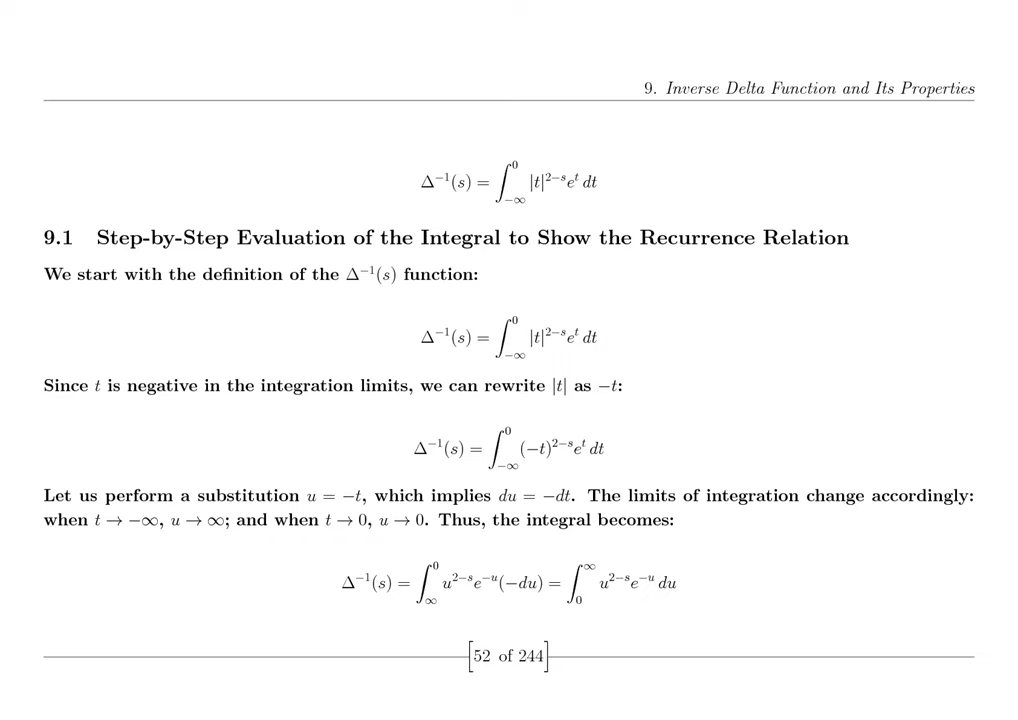 9. Inverse Delta Function and Its Properties
Δ⁻¹(s) = ∫_{−∞}^{0} |t|^{2−s} e^t dt
9.1 Step-by-Step Evaluation of the Integral to Show the Recurrence Relation
We start with the definition of the Δ⁻¹(s) function:
Δ⁻¹(s) = ∫_{−∞}^{0} |t|^{2−s} e^t dt
Since t is negative in the integration limits, we can rewrite |t| as −t:
Δ⁻¹(s) = ∫_{−∞}^{0} (−t)^{2−s} e^t dt
Let us perform a substitution u = −t, which implies du = −dt. The limits of integration change accordingly:
when t → −∞, u → ∞; and when t → 0, u → 0. Thus, the integral becomes:
Δ⁻¹(s) = ∫_{∞}^{0} u^{2−s} e^{−u} (−du) = ∫_{0}^{∞} u^{2−s} e^{−u} du
[52 of 244]